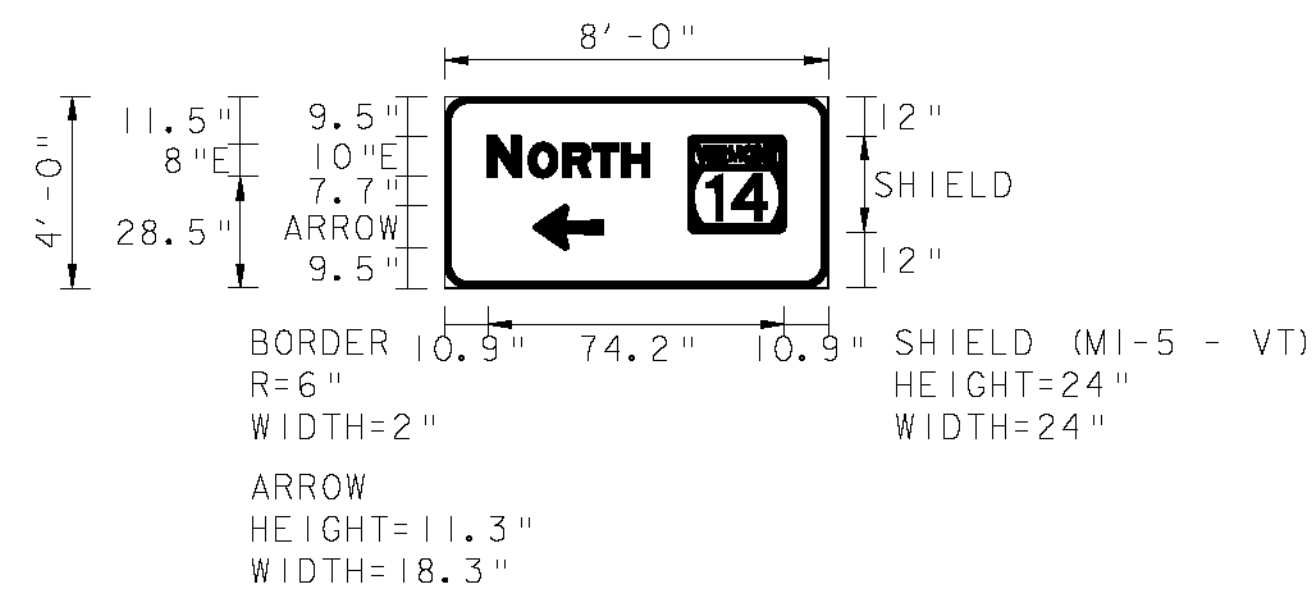 8'-0"
4'-0"
11.5"
8"E
28.5"
9.5"
10"E
7.7"
ARROW
9.5"
NORTH
VERMONT
14
12"
SHIELD
12"
10.9" 74.2" 10.9"
BORDER
R=6"
WIDTH=2"
SHIELD (M1-5 - VT)
HEIGHT=24"
WIDTH=24"
ARROW
HEIGHT=11.3"
WIDTH=18.3"